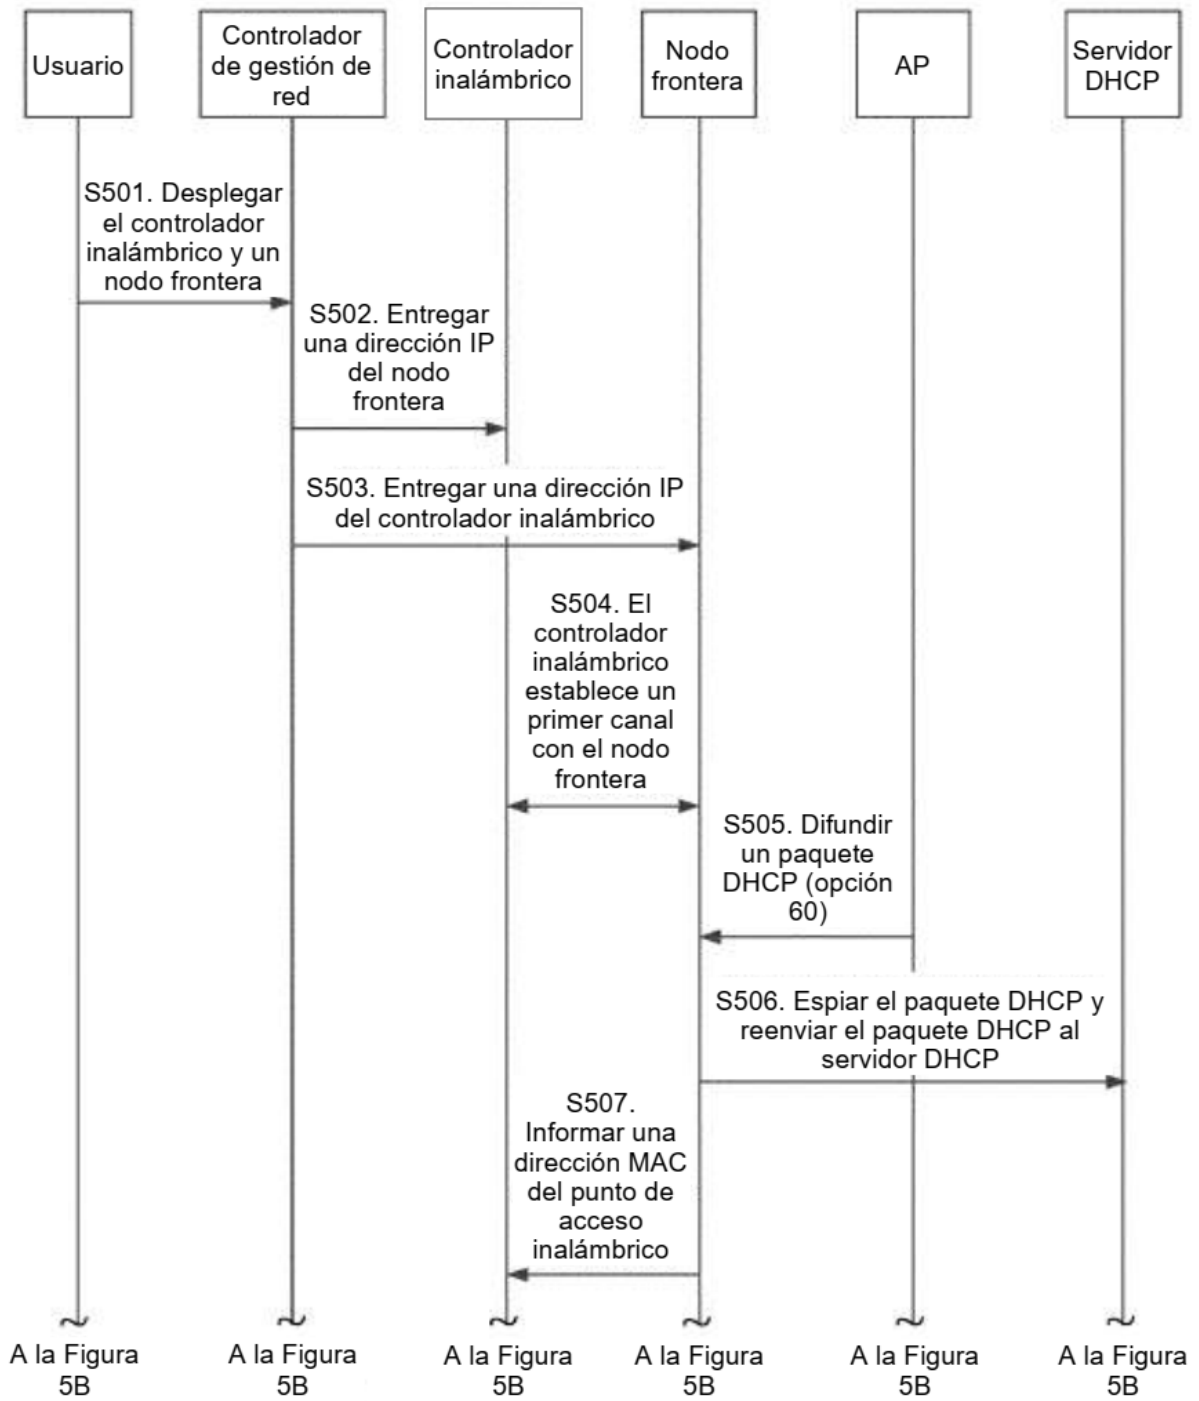 Usuario
Controlador
de gestión de
red
Controlador
inalámbrico
Nodo
frontera
AP
Servidor
DHCP
S501. Desplegar
el controlador
inalámbrico y un
nodo frontera
S502. Entregar
una dirección IP
del nodo
frontera
S503. Entregar una dirección IP
del controlador inalámbrico
S504. El
controlador
inalámbrico
establece un
primer canal
con el nodo
frontera
S505. Difundir
un paquete
DHCP (opción
60)
S506. Espiar el paquete DHCP y
reenviar el paquete DHCP al
servidor DHCP
S507.
Informar una
dirección MAC
del punto de
acceso
inalámbrico
A la Figura
5B
A la Figura
5B
A la Figura
5B
A la Figura
5B
A la Figura
5B
A la Figura
5B